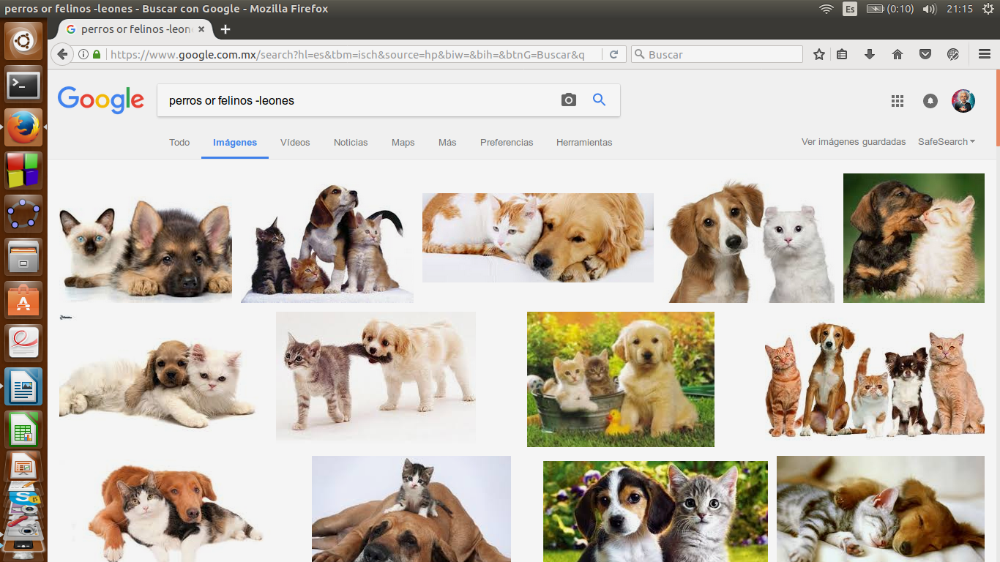 perros or felinos -leones - Buscar con Google - Mozilla Firefox
Es
(0:10)
21:15
perros or felinos -leon
https://www.google.com.mx/search?hl=es&tbm=isch&source=hp&biw=&bih=&btnG=Buscar&q
Buscar
Google
perros or felinos -leones
Todo
Imágenes
Vídeos
Noticias
Maps
Más
Preferencias
Herramientas
Ver imágenes guardadas
SafeSearch